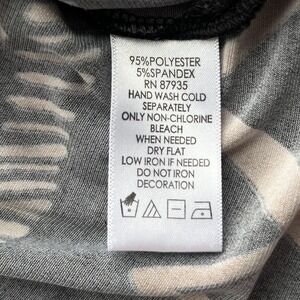 95%POLYESTER
5%SPANDEX
RN 87935
HAND WASH COLD
SEPARATELY
ONLY NON-CHLORINE
BLEACH
WHEN NEEDED
DRY FLAT
LOW IRON IF NEEDED
DO NOT IRON
DECORATION